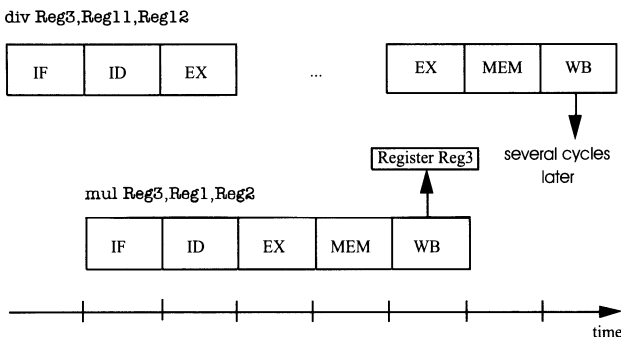 div Reg3,Reg11,Reg12
IF ID EX ... EX MEM WB
Register Reg3
several cycles
later
mul Reg3,Reg1,Reg2
IF ID EX MEM WB
time